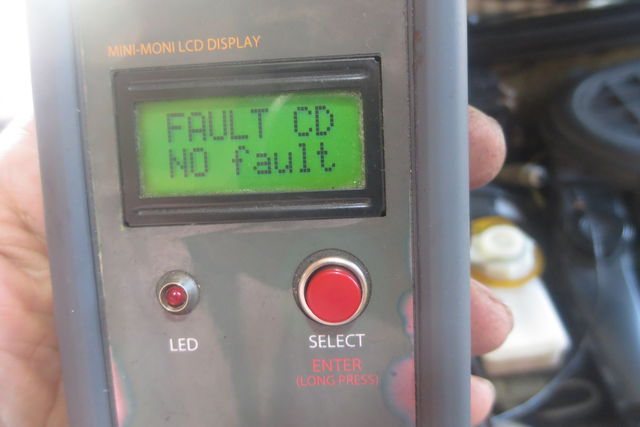 MINI-MONI LCD DISPLAY
FAULT CD
NO fault
LED
SELECT
ENTER
(LONG PRESS)